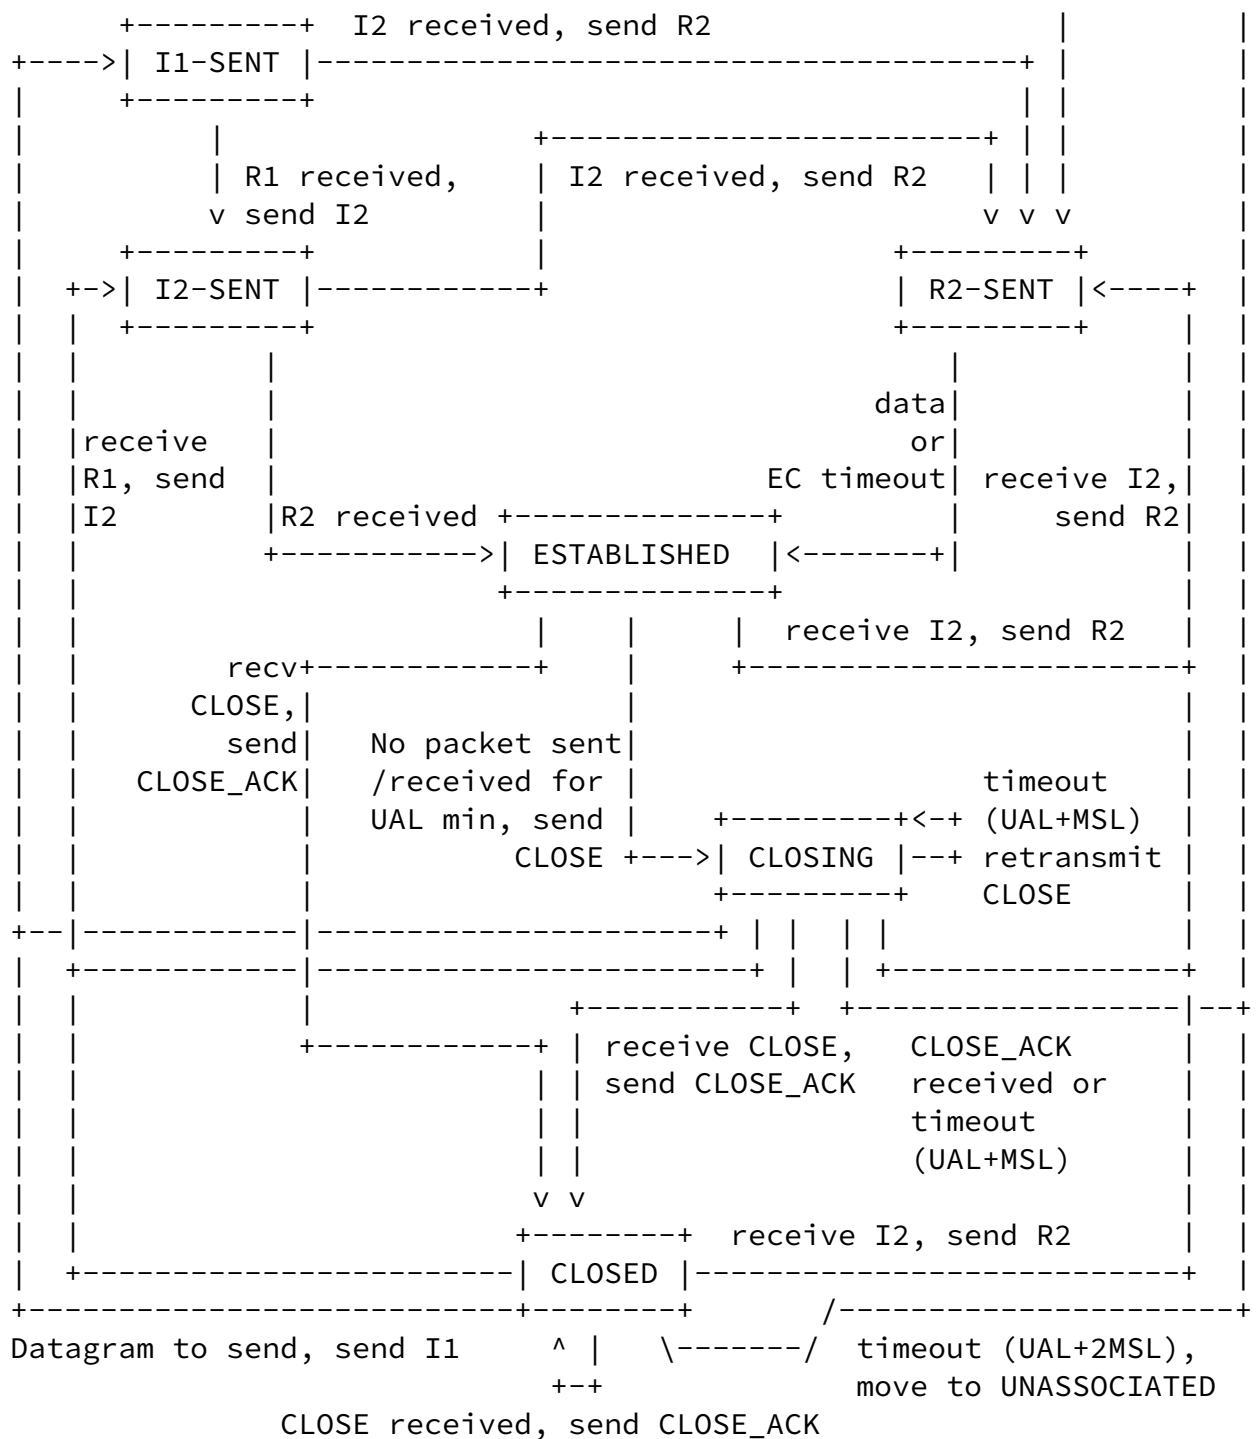 I2 received, send R2
I1-SENT
R1 received, I2 received, send R2
v send I2 v v v
I2-SENT R2-SENT
data
receive or
R1, send EC timeout receive I2,
I2 R2 received send R2
ESTABLISHED
receive I2, send R2
recv
CLOSE,
send No packet sent
CLOSE_ACK /received for timeout
UAL min, send (UAL+MSL)
CLOSE CLOSING retransmit
CLOSE
receive CLOSE, CLOSE_ACK
send CLOSE_ACK received or
timeout
(UAL+MSL)
v v
receive I2, send R2
CLOSED
Datagram to send, send I1 timeout (UAL+2MSL),
move to UNASSOCIATED
CLOSE received, send CLOSE_ACK